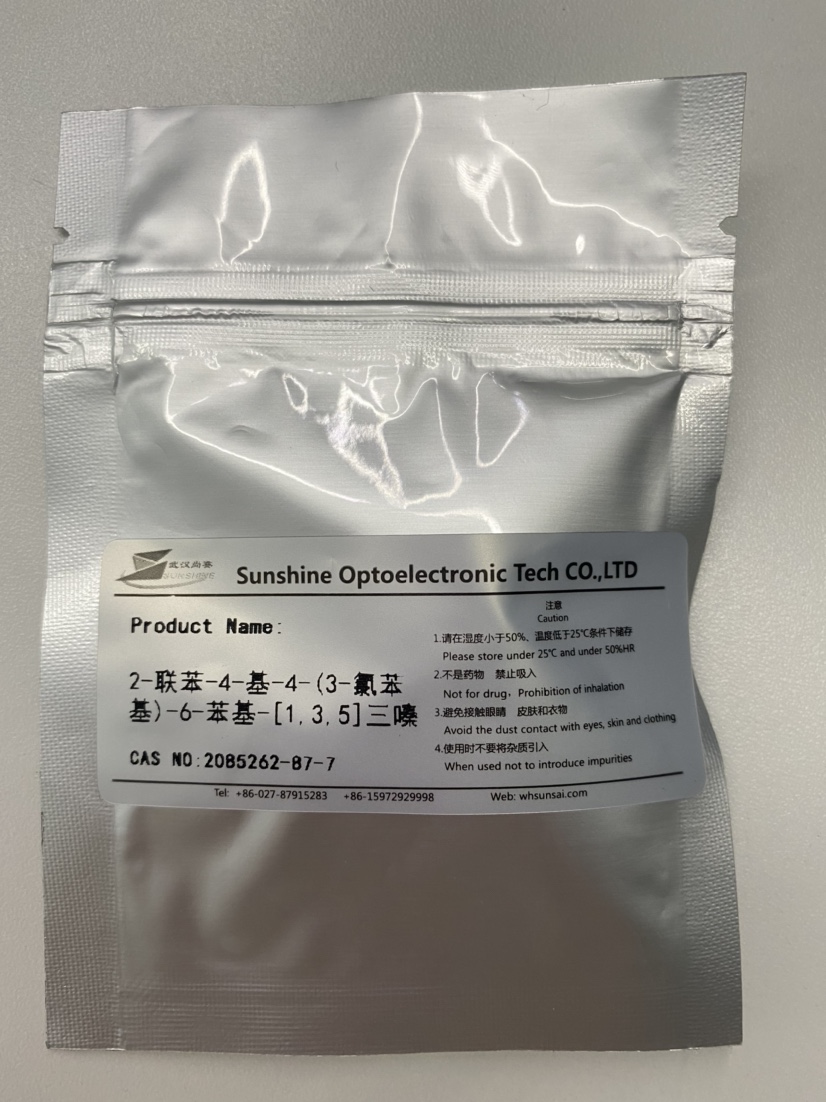 武汉尚赛
SUNSHINE
Sunshine Optoelectronic Tech CO.,LTD
Product Name:
2-联苯-4-基-4-(3-氯苯
基)-6-苯基-[1,3,5]三嗪
CAS NO:2085262-87-7
注意
Caution
1.请在湿度小于50%、温度低于25℃条件下储存
Please store under 25℃ and under 50%HR
2.不是药物 禁止吸入
Not for drug, Prohibition of inhalation
3.避免接触眼睛 皮肤和衣物
Avoid the dust contact with eyes, skin and clothing
4.使用时不要将杂质引入
When used not to introduce impurities
Tel: +86-027-87915283 +86-15972929998 Web: whsunsai.com